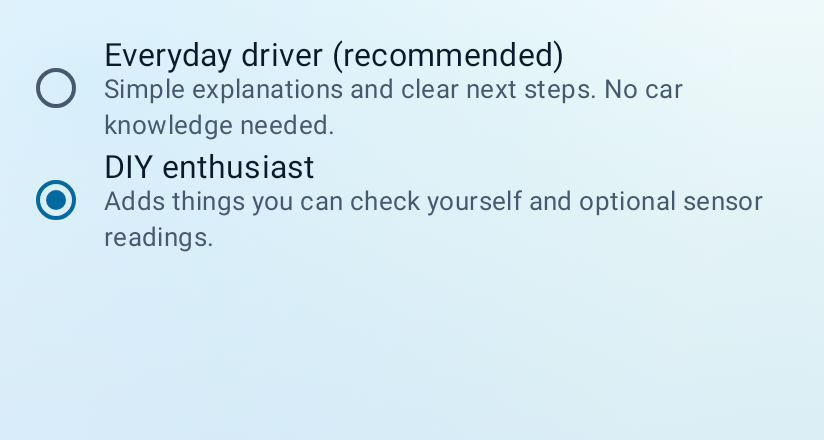 Everyday driver (recommended)
Simple explanations and clear next steps. No car
knowledge needed.
DIY enthusiast
Adds things you can check yourself and optional sensor
readings.